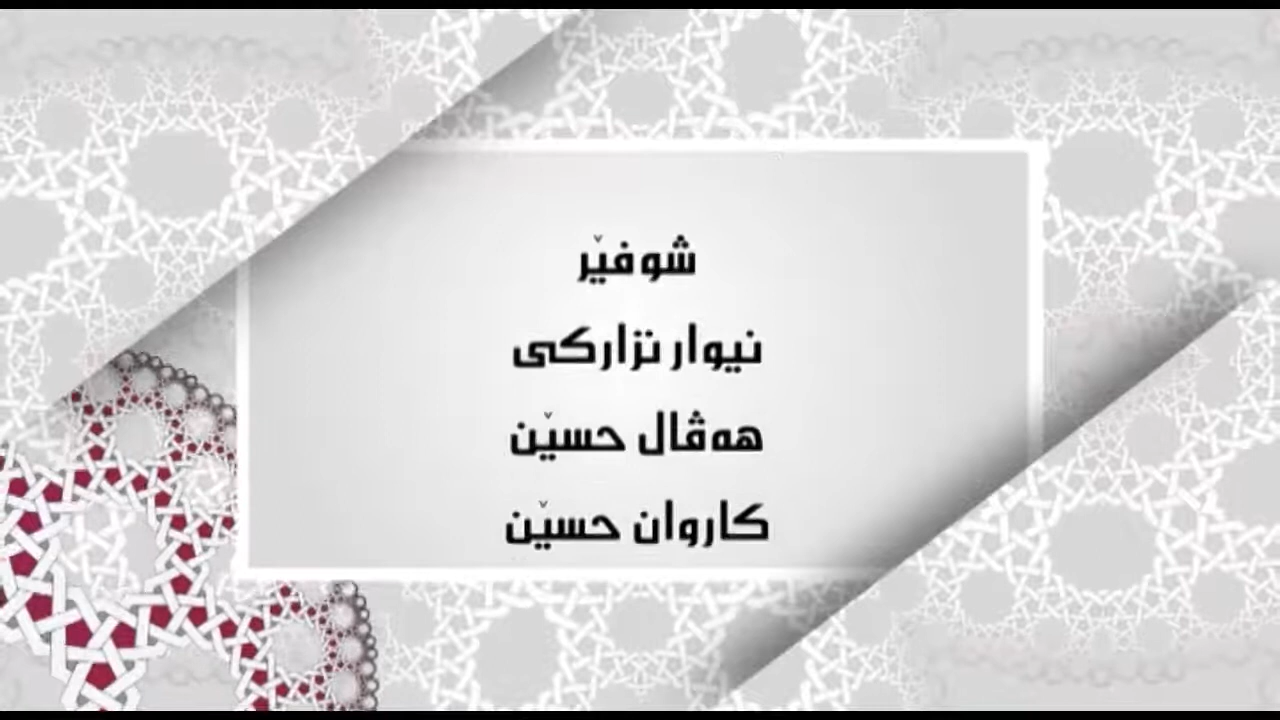 شوفێر
نیوار نزارکی
هەڤال حسێن
کاروان حسێن